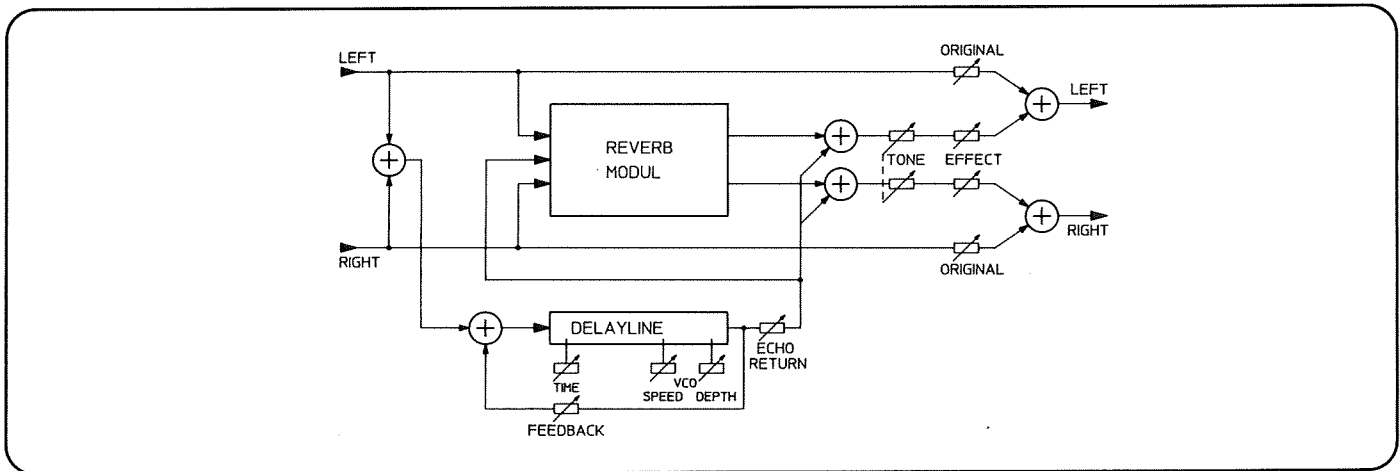 LEFT
ORIGINAL
LEFT
REVERB
MODUL
TONE
EFFECT
RIGHT
RIGHT
ORIGINAL
DELAYLINE
ECHO
RETURN
TIME
VCO
SPEED DEPTH
FEEDBACK